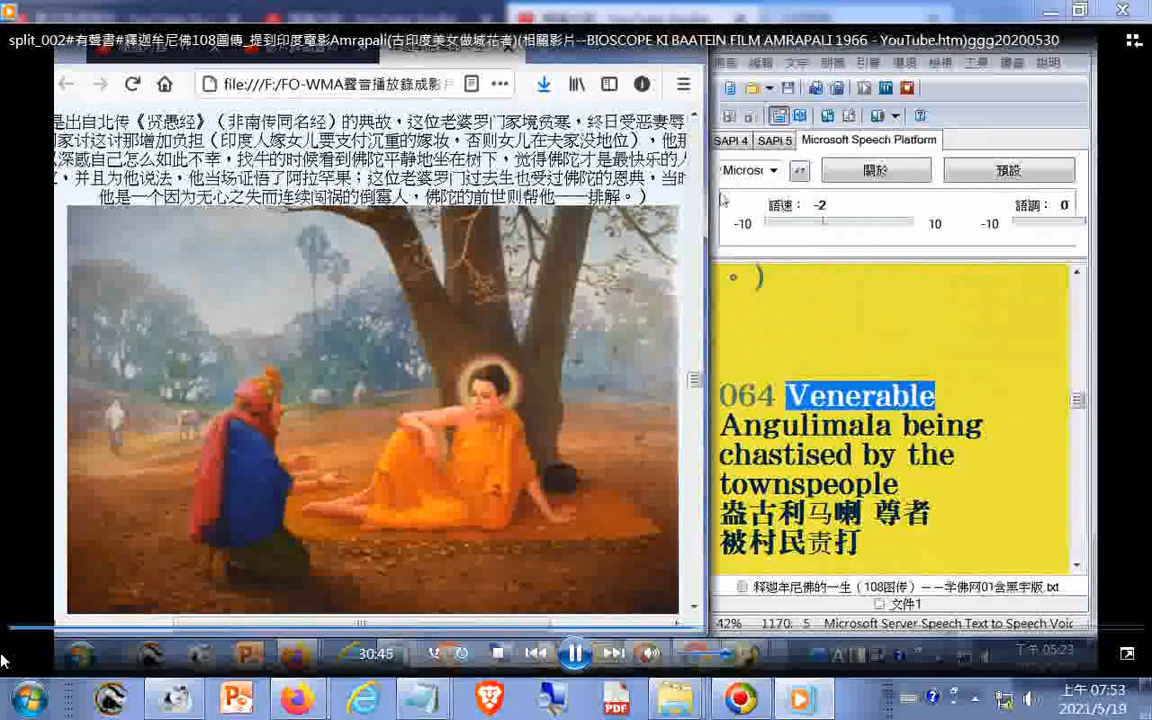 split_002#有聲書#釋迦牟尼佛108圖傳_提到印度電影Amrapali(古印度美女做城花者)(相關影片--BIOSCOPE KI BAATEIN FILM AMRAPALI 1966 - YouTube.htm)ggg20200530
file:///F:/FO-WMA聲音播放錄成影片
是出自北传《贤愚经》（非南传同名经）的典故，这位老婆罗门家境贫寒，终日受恶妻辱
家讨这讨那增加负担（印度人嫁女儿要支付沉重的嫁妆，否则女儿在夫家没地位），他那
深感自己怎么如此不幸，找牛的时候看到佛陀平静地坐在树下，觉得佛陀才是最快乐的人
，并且为他说法，他当场证悟了阿拉罕果；这位老婆罗门过去生也受过佛陀的恩典，当时
他是一个因为无心之失而连续闯祸的倒霉人，佛陀的前世则帮他一一排解。）
SAPI 4 SAPI 5 Microsoft Speech Platform
Micros 關於 預設
語速： -2 語調： 0
-10 10 -10
。）
064 Venerable
Angulimala being
chastised by the
townspeople
盎古利马喇 尊者
被村民责打
释迦牟尼佛的一生（108图传）——学佛网01含黑字版.txt
文件1
42% 1170: 5 Microsoft Server Speech Text to Speech Voic
30:45
下午 05:23
上午 07:53
2021/5/19